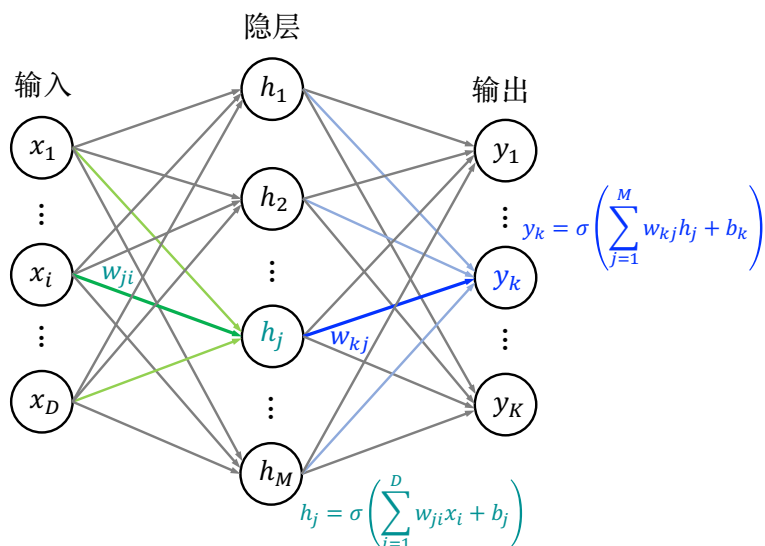 隐层
输入
输出
h_1
x_1
y_1
⋮
h_2
⋮
y_k = σ(∑_{j=1}^{M} w_{kj} h_j + b_k)
x_i
w_{ji}
⋮
y_k
⋮
h_j
w_{kj}
⋮
x_D
⋮
y_K
h_M
h_j = σ(∑_{i=1}^{D} w_{ji} x_i + b_j)